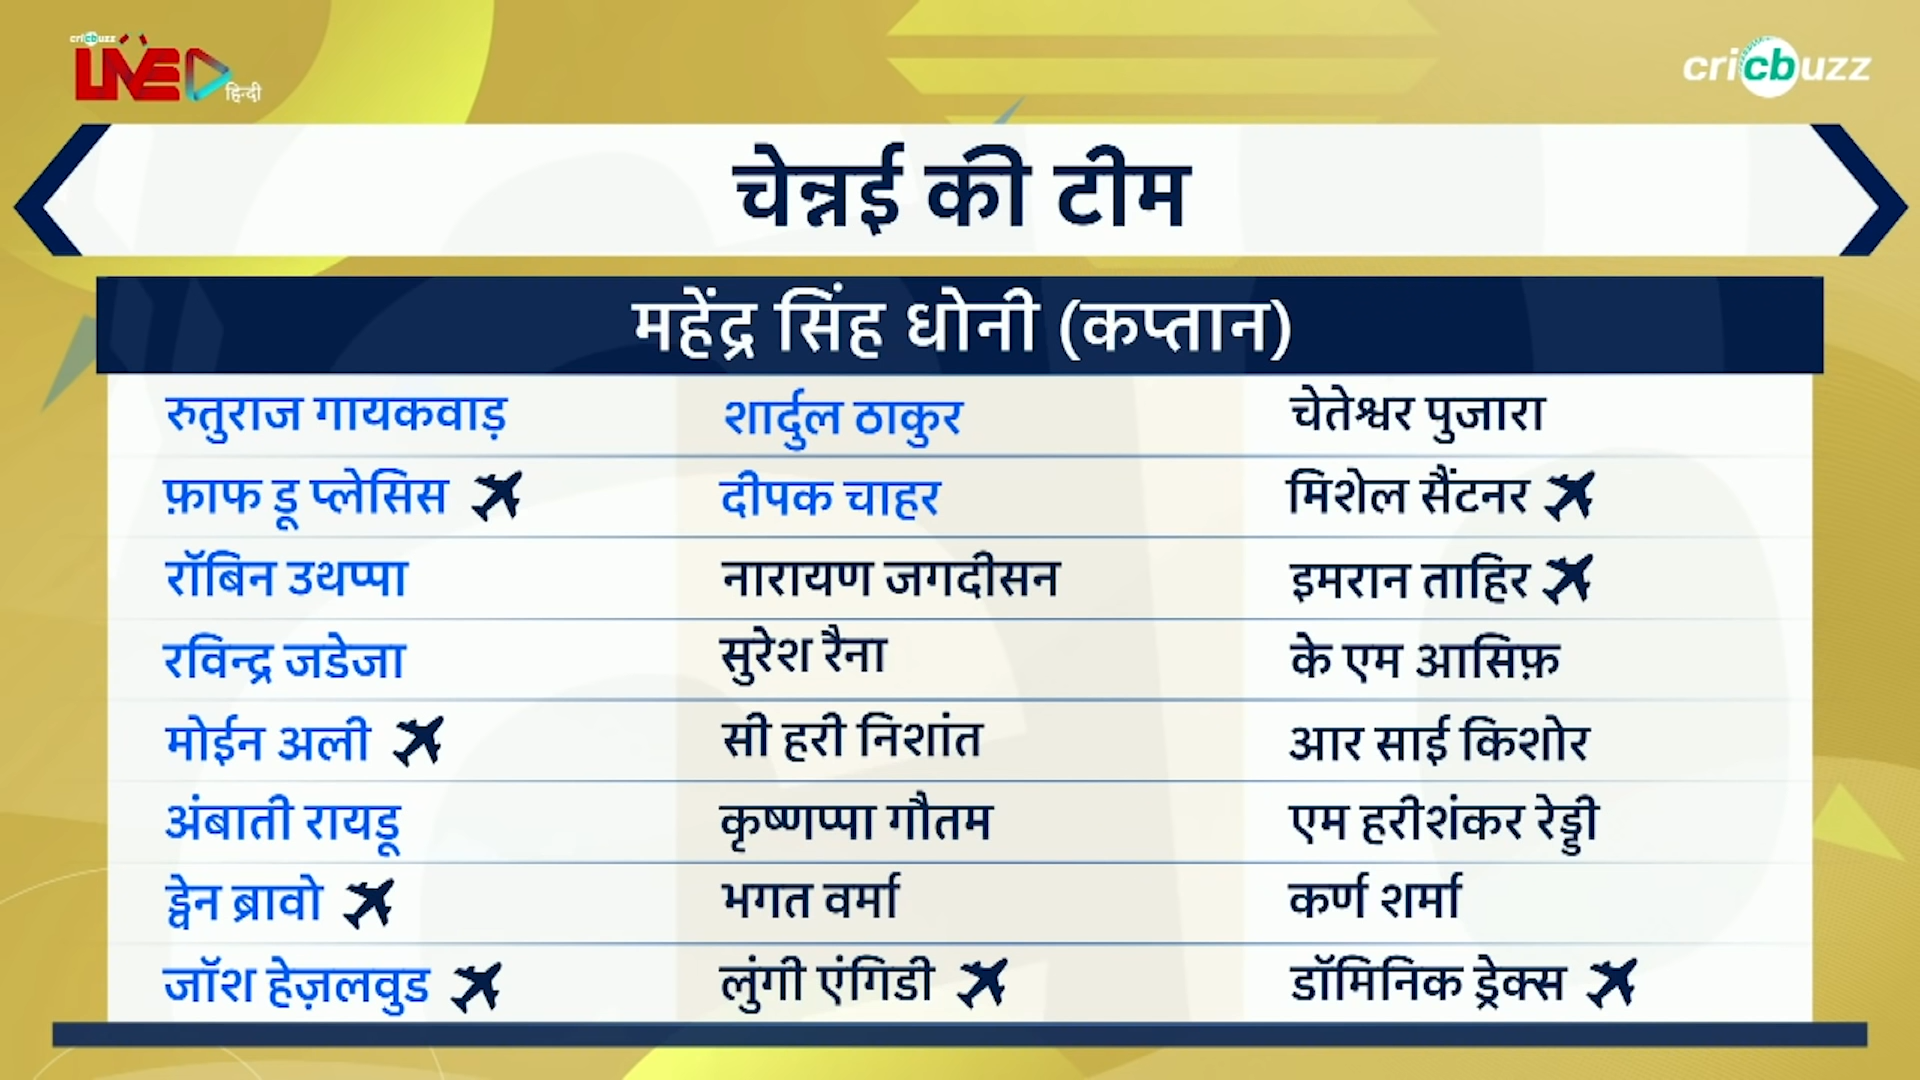 cricbuzz
LIVE
हिन्दी
cricbuzz
चेन्नई की टीम
महेंद्र सिंह धोनी (कप्तान)
रुतुराज गायकवाड़ शार्दुल ठाकुर चेतेश्वर पुजारा
फ़ाफ डू प्लेसिस दीपक चाहर मिशेल सैंटनर
रॉबिन उथप्पा नारायण जगदीसन इमरान ताहिर
रविन्द्र जडेजा सुरेश रैना के एम आसिफ़
मोईन अली सी हरी निशांत आर साई किशोर
अंबाती रायडू कृष्णप्पा गौतम एम हरीशंकर रेड्डी
ड्वेन ब्रावो भगत वर्मा कर्ण शर्मा
जॉश हेज़लवुड लुंगी एंगिडी डॉमिनिक ड्रेक्स